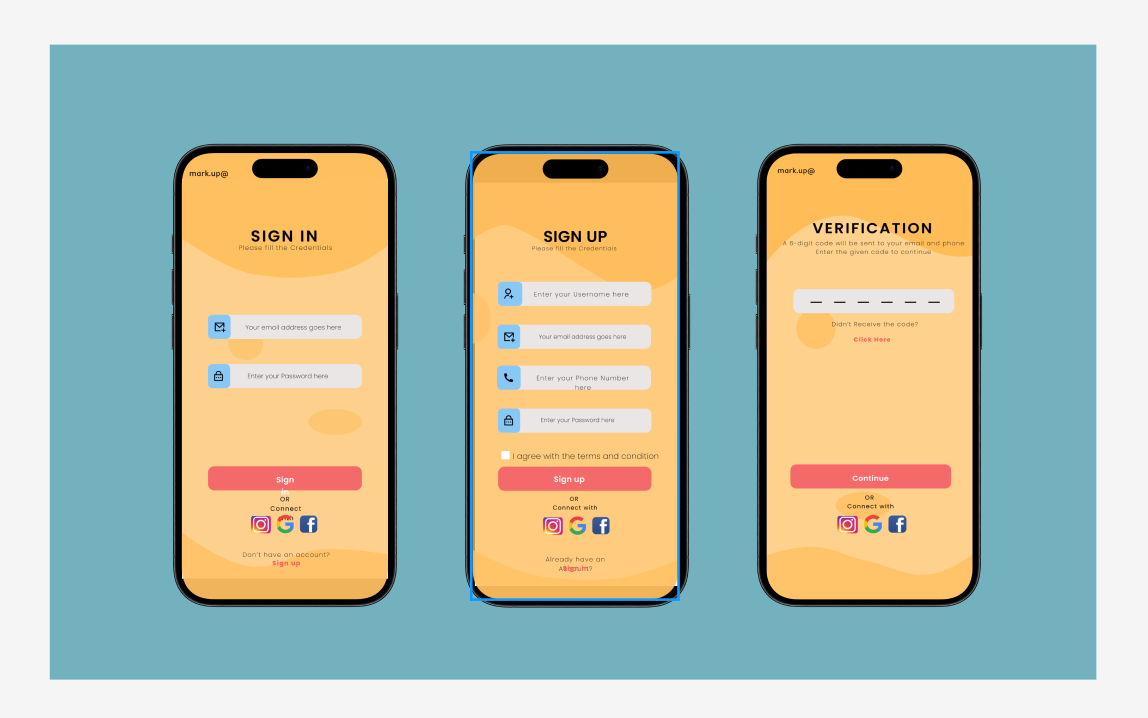 mark.up@
SIGN IN
Please fill the Credentials
Your email address goes here
Enter your Password here
Sign
in
OR
Connect
Don't have an account?
Sign up
SIGN UP
Please fill the Credentials
Enter your Username here
Your email address goes here
Enter your Phone Number
here
Enter your Password here
I agree with the terms and condition
Sign up
OR
Connect with
Already have an
Sign in
mark.up@
VERIFICATION
A 6-digit code will be sent to your email and phone
Enter the given code to continue
Didn't Receive the code?
Click Here
Continue
OR
Connect with